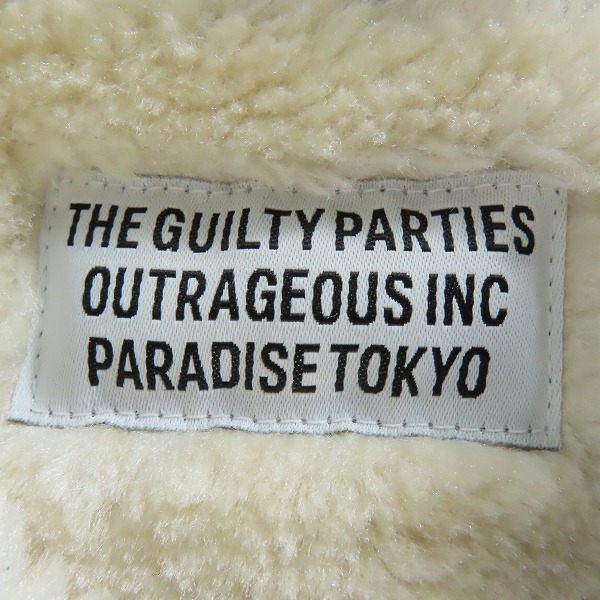 THE GUILTY PARTIES
OUTRAGEOUS INC
PARADISE TOKYO